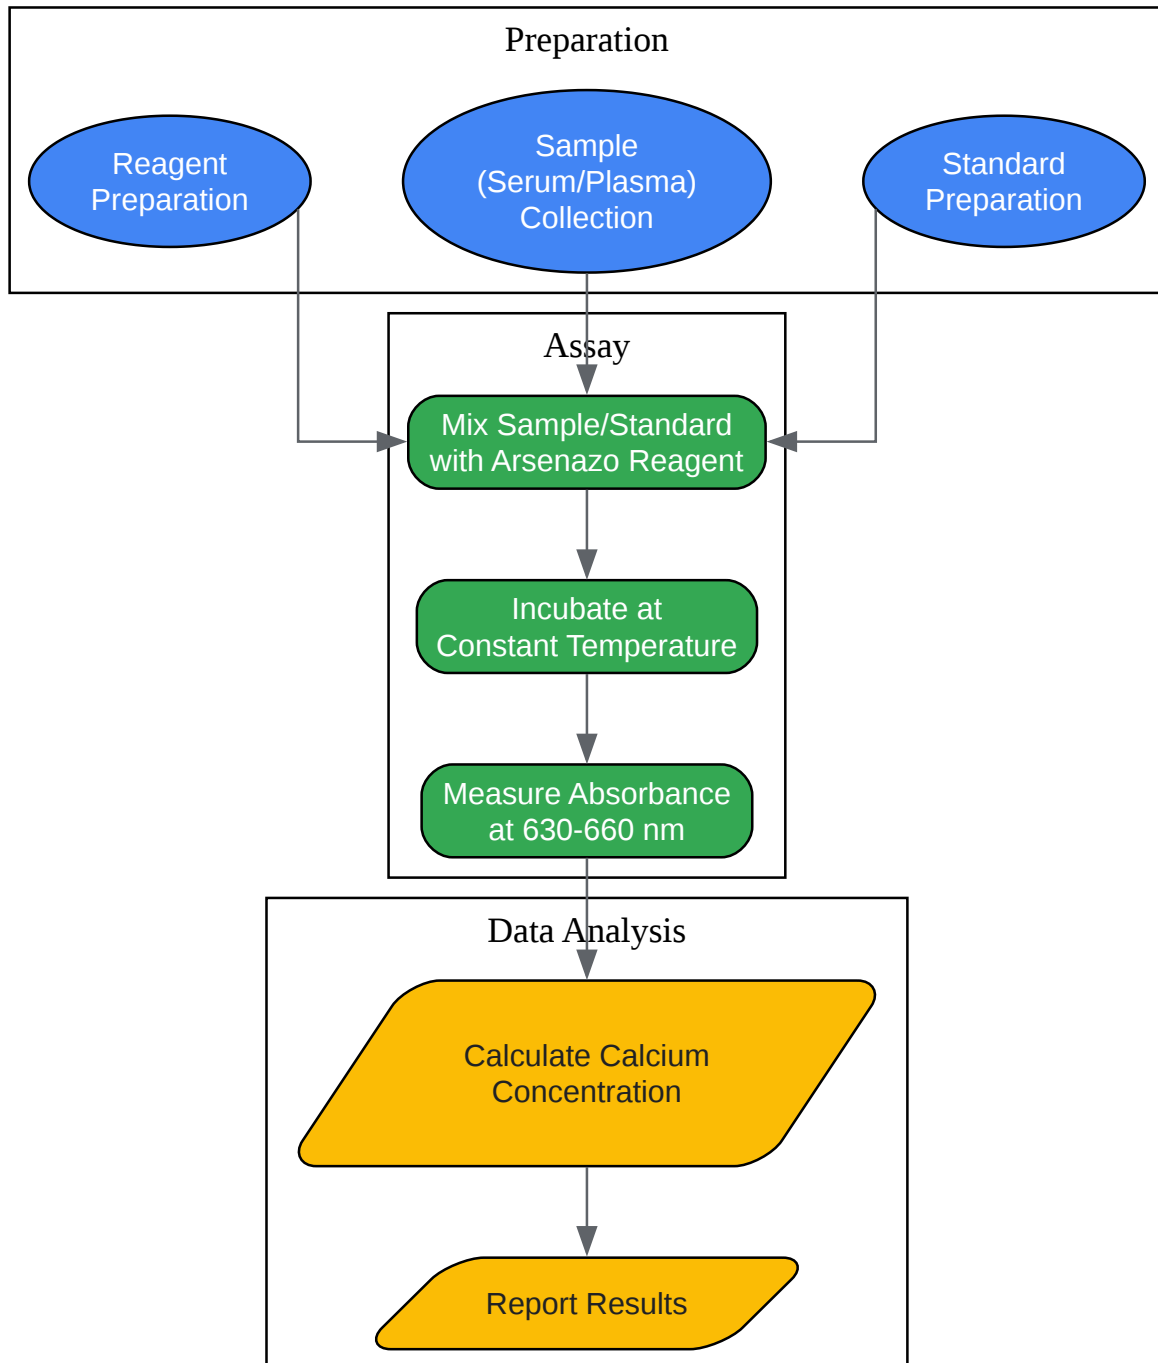 Preparation
Reagent
Preparation
Sample
(Serum/Plasma)
Collection
Standard
Preparation
Assay
Mix Sample/Standard
with Arsenazo Reagent
Incubate at
Constant Temperature
Measure Absorbance
at 630-660 nm
Data Analysis
Calculate Calcium
Concentration
Report Results